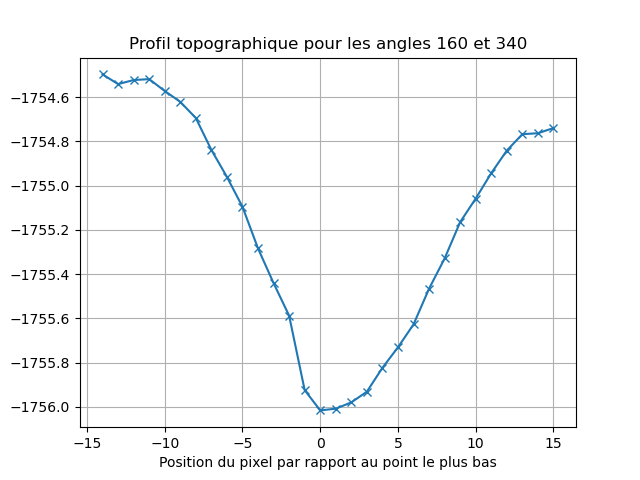 Profil topographique pour les angles 160 et 340
−1754.6
−1754.8
−1755.0
−1755.2
−1755.4
−1755.6
−1755.8
−1756.0
−15 −10 −5 0 5 10 15
Position du pixel par rapport au point le plus bas